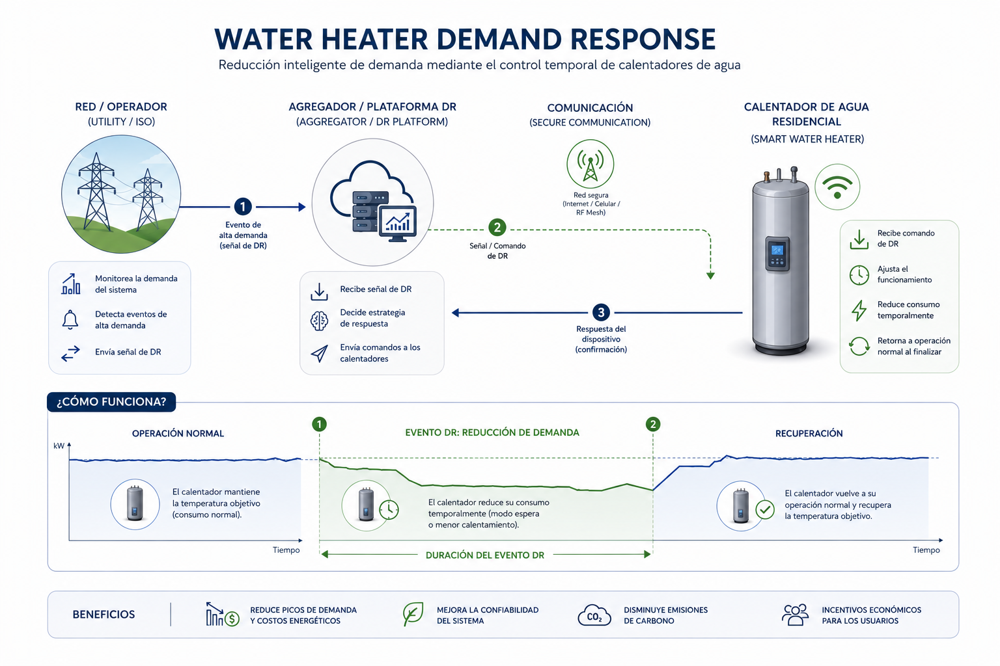 WATER HEATER DEMAND RESPONSE
Reducción inteligente de demanda mediante el control temporal de calentadores de agua
RED / OPERADOR
(UTILITY / ISO)
AGREGADOR / PLATAFORMA DR
(AGGREGATOR / DR PLATFORM)
COMUNICACIÓN
(SECURE COMMUNICATION)
CALENTADOR DE AGUA
RESIDENCIAL
(SMART WATER HEATER)
1
Evento de
alta demanda
(señal de DR)
Red segura
(Internet / Celular /
RF Mesh)
2
Señal / Comando
de DR
3
Respuesta del
dispositivo
(confirmación)
Monitorea la demanda
del sistema
Detecta eventos de
alta demanda
Envía señal de DR
Recibe señal de DR
Decide estrategia
de respuesta
Envía comandos a los
calentadores
Recibe comando
de DR
Ajusta el
funcionamiento
Reduce consumo
temporalmente
Retorna a operación
normal al finalizar
¿CÓMO FUNCIONA?
OPERACIÓN NORMAL
kW
El calentador mantiene
la temperatura objetivo
(consumo normal).
Tiempo
1
EVENTO DR: REDUCCIÓN DE DEMANDA
2
El calentador reduce su consumo
temporalmente (modo espera
o menor calentamiento).
DURACIÓN DEL EVENTO DR
RECUPERACIÓN
El calentador vuelve a su
operación normal y recupera
la temperatura objetivo.
Tiempo
BENEFICIOS
$
REDUCE PICOS DE DEMANDA
Y COSTOS ENERGÉTICOS
MEJORA LA CONFIABILIDAD
DEL SISTEMA
CO₂
DISMINUYE EMISIONES
DE CARBONO
INCENTIVOS ECONÓMICOS
PARA LOS USUARIOS